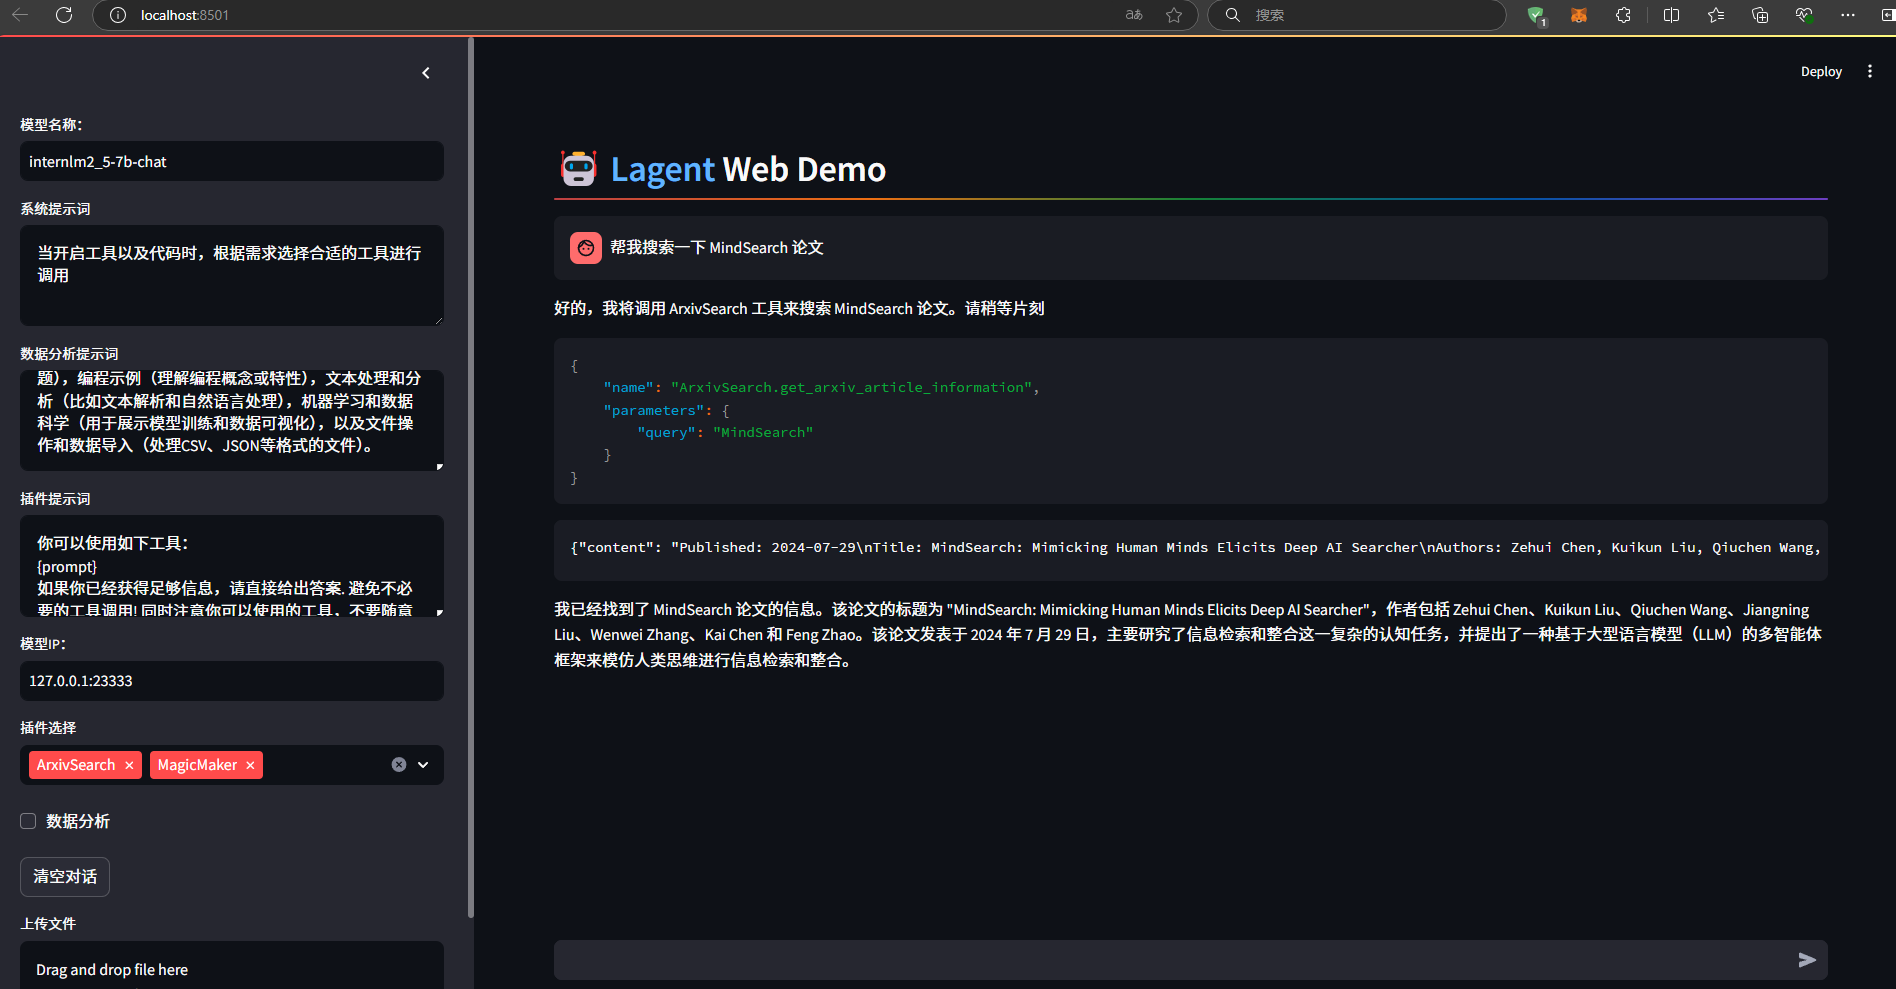 localhost:8501
aあ
搜索
1
Deploy
模型名称：
internlm2_5-7b-chat
系统提示词
当开启工具以及代码时，根据需求选择合适的工具进行
调用
数据分析提示词
题），编程示例（理解编程概念或特性），文本处理和分
析（比如文本解析和自然语言处理），机器学习和数据
科学（用于展示模型训练和数据可视化），以及文件操
作和数据导入（处理CSV、JSON等格式的文件）。
插件提示词
你可以使用如下工具：
{prompt}
如果你已经获得足够信息，请直接给出答案. 避免不必
要的工具调用! 同时注意你可以使用的工具，不要随意
模型IP：
127.0.0.1:23333
插件选择
ArxivSearch × MagicMaker ×
数据分析
清空对话
上传文件
Drag and drop file here
Lagent Web Demo
帮我搜索一下 MindSearch 论文
好的，我将调用 ArxivSearch 工具来搜索 MindSearch 论文。请稍等片刻
{
"name": "ArxivSearch.get_arxiv_article_information",
"parameters": {
"query": "MindSearch"
}
}
{"content": "Published: 2024-07-29\nTitle: MindSearch: Mimicking Human Minds Elicits Deep AI Searcher\nAuthors: Zehui Chen, Kuikun Liu, Qiuchen Wang,
我已经找到了 MindSearch 论文的信息。该论文的标题为 "MindSearch: Mimicking Human Minds Elicits Deep AI Searcher"，作者包括 Zehui Chen、Kuikun Liu、Qiuchen Wang、Jiangning
Liu、Wenwei Zhang、Kai Chen 和 Feng Zhao。该论文发表于 2024 年 7 月 29 日，主要研究了信息检索和整合这一复杂的认知任务，并提出了一种基于大型语言模型（LLM）的多智能体
框架来模仿人类思维进行信息检索和整合。